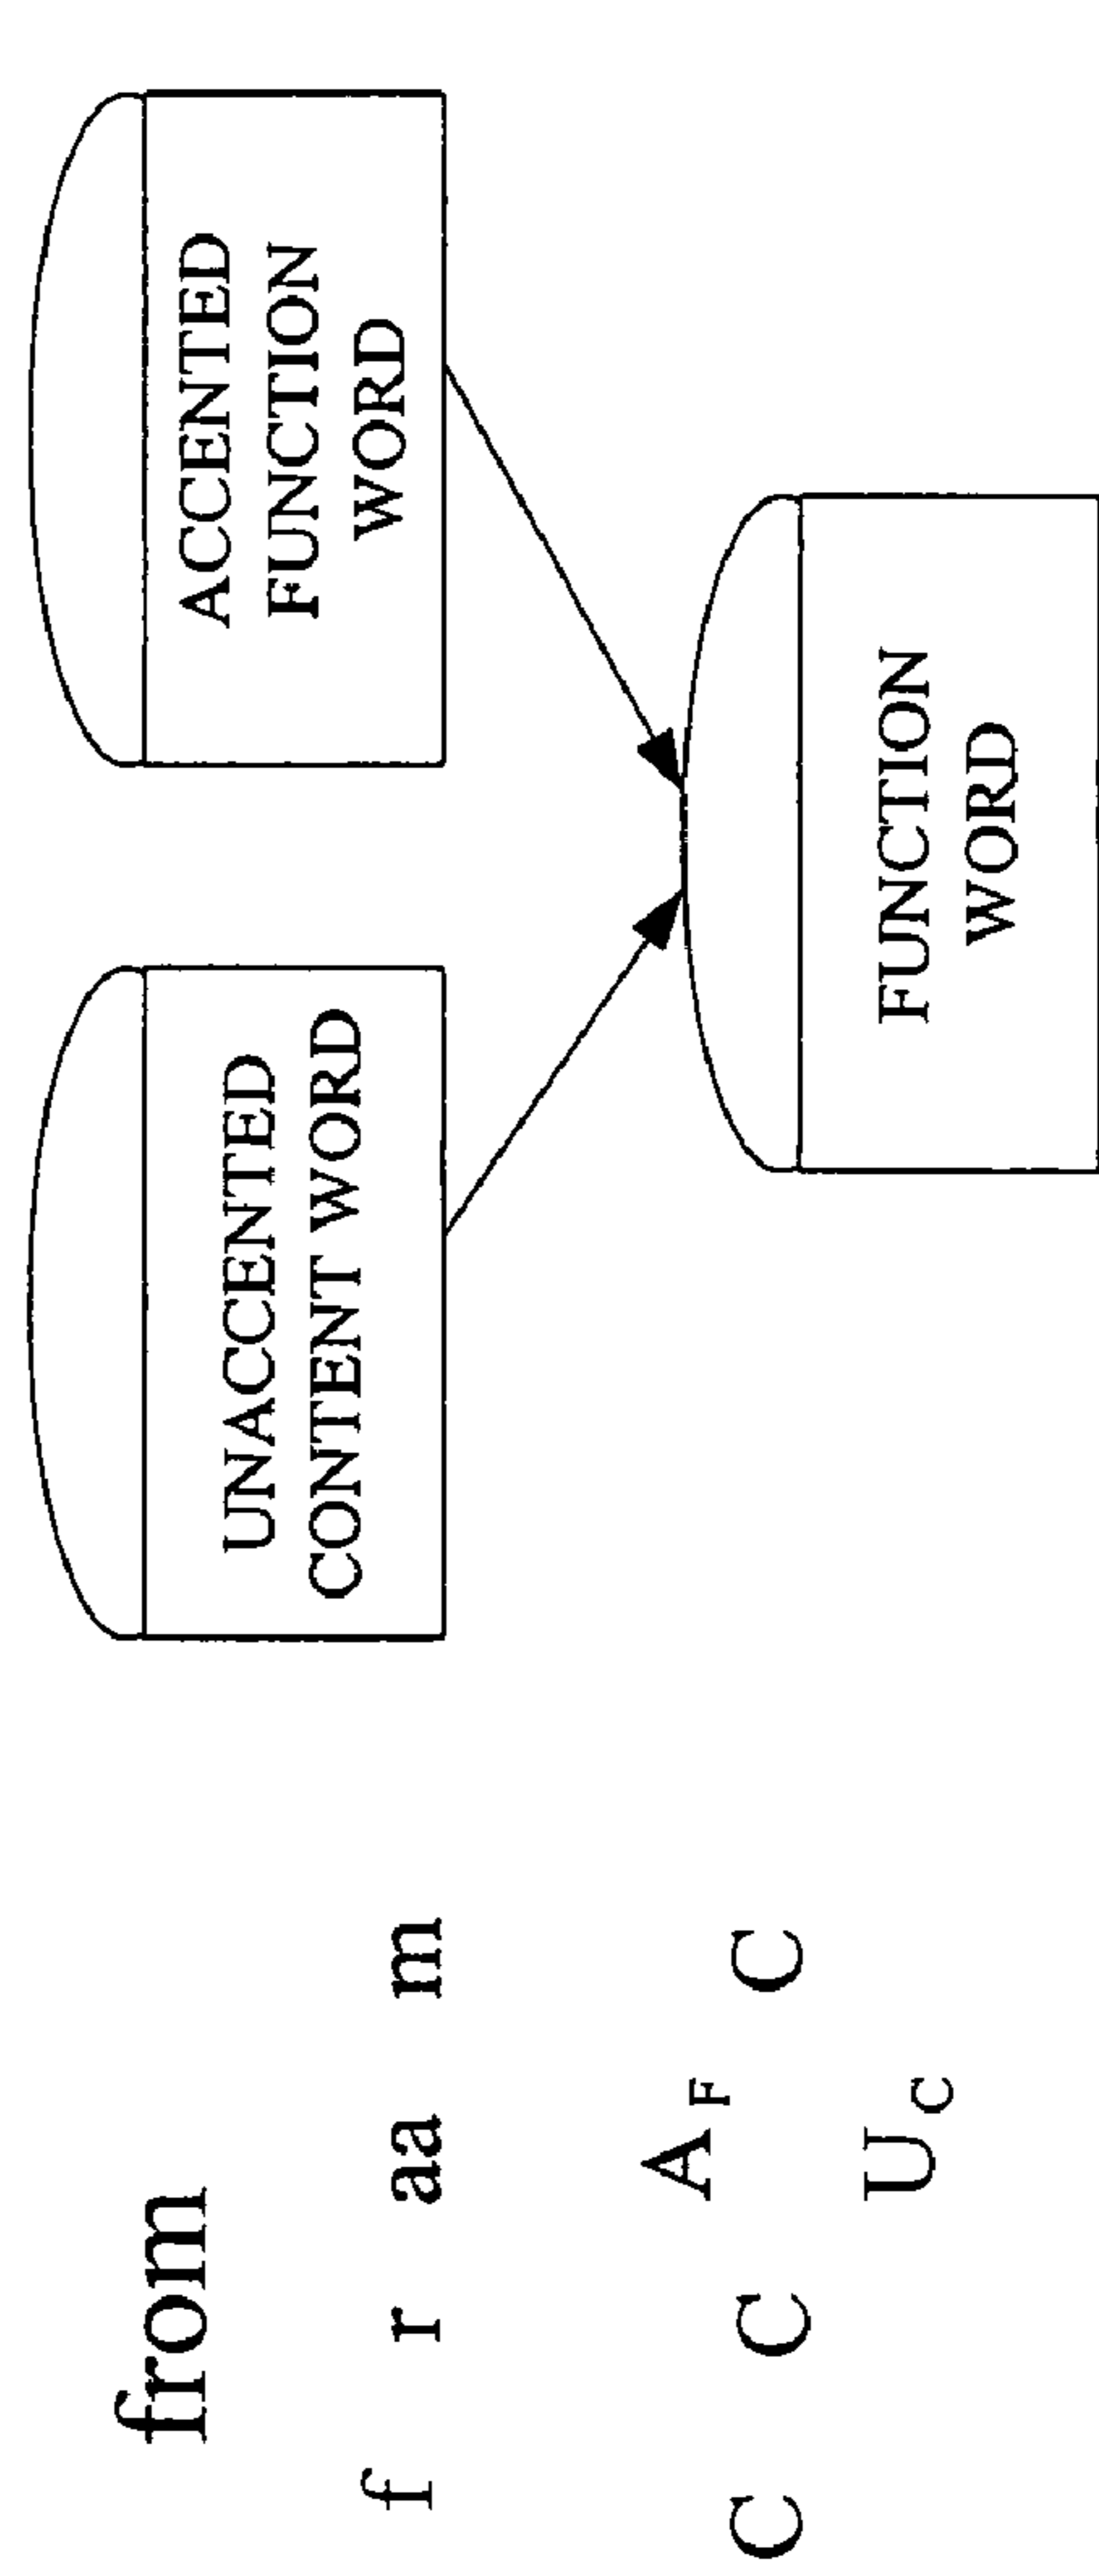 from
f r aa m
A F
C C C
U C
UNACCENTED
CONTENT WORD
ACCENTED
FUNCTION
WORD
FUNCTION
WORD